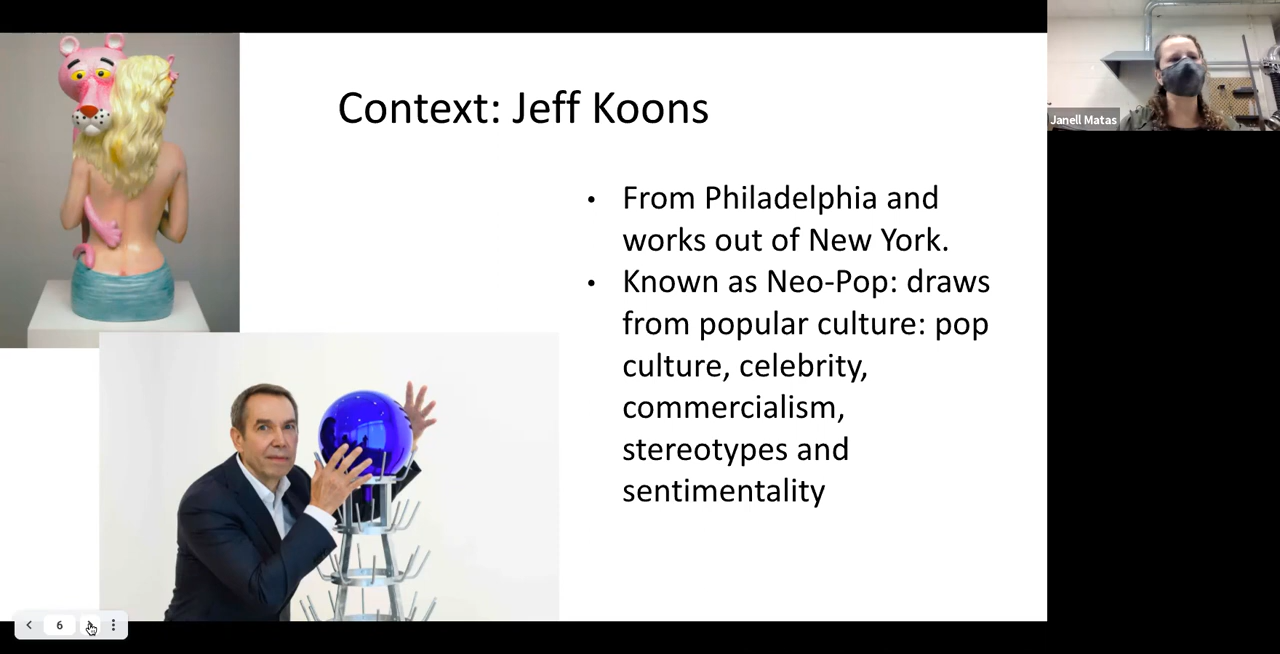 Context: Jeff Koons
• From Philadelphia and
works out of New York.
• Known as Neo-Pop: draws
from popular culture: pop
culture, celebrity,
commercialism,
stereotypes and
sentimentality
Janell Matas
6